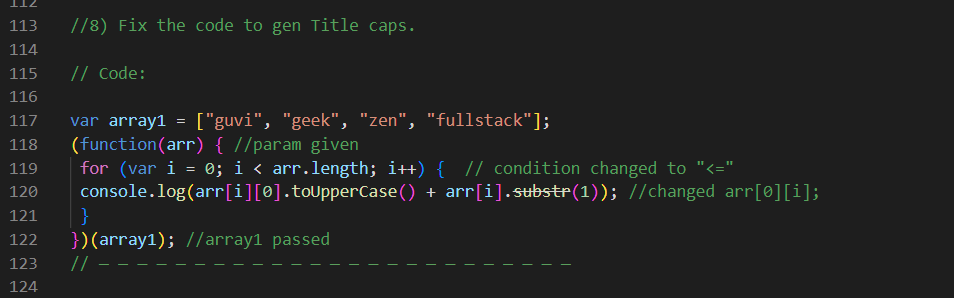 112
113 //8) Fix the code to gen Title caps.
114
115 // Code:
116
117 var array1 = ["guvi", "geek", "zen", "fullstack"];
118 (function(arr) { //param given
119 for (var i = 0; i < arr.length; i++) { // condition changed to "<="
120 console.log(arr[i][0].toUpperCase() + arr[i].substr(1)); //changed arr[0][i];
121 }
122 })(array1); //array1 passed
123 // – – – – – – – – – – – – – – – – – – – – – – – – –
124